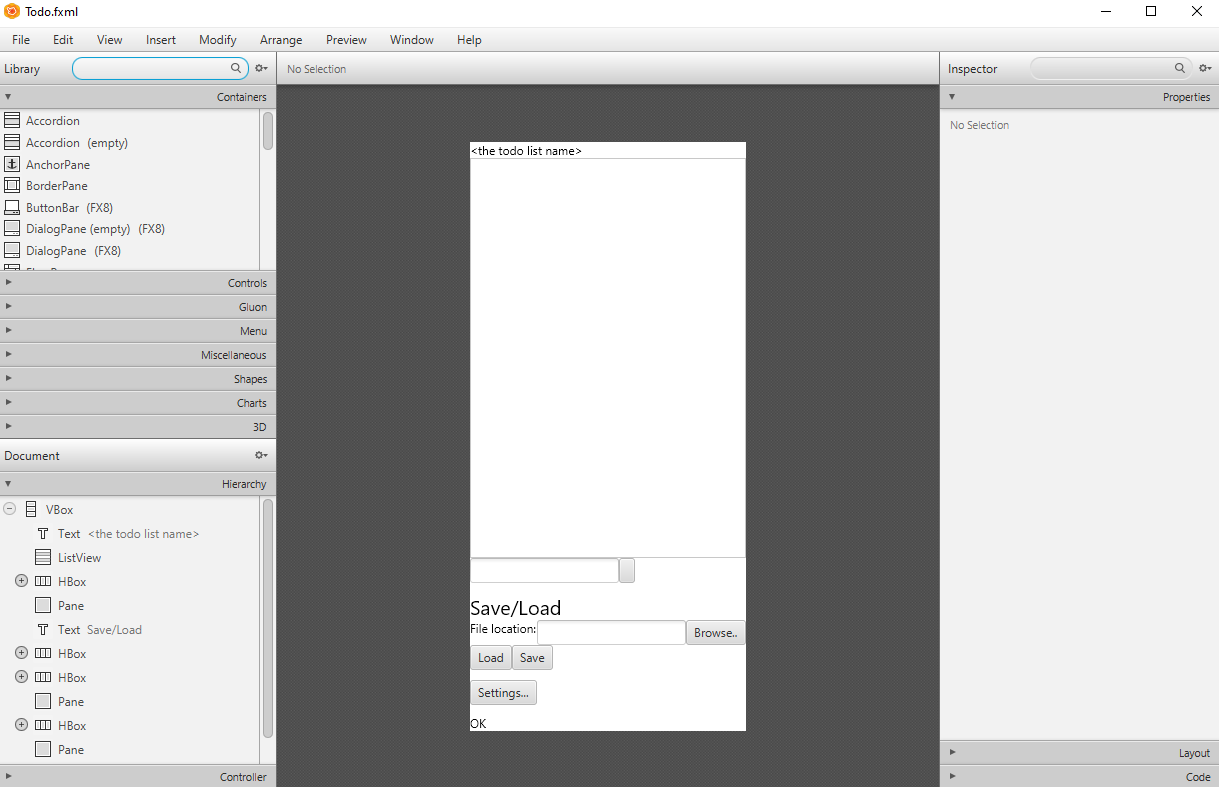 Todo.fxml
File Edit View Insert Modify Arrange Preview Window Help
Library
No Selection
Inspector
Containers
Properties
Accordion
Accordion (empty)
AnchorPane
BorderPane
ButtonBar (FX8)
DialogPane (empty) (FX8)
DialogPane (FX8)
Controls
Gluon
Menu
Miscellaneous
Shapes
Charts
3D
Document
Hierarchy
VBox
Text <the todo list name>
ListView
HBox
Pane
Text Save/Load
HBox
HBox
Pane
HBox
Pane
Controller
<the todo list name>
Save/Load
File location:
Browse..
Load
Save
Settings...
OK
No Selection
Layout
Code